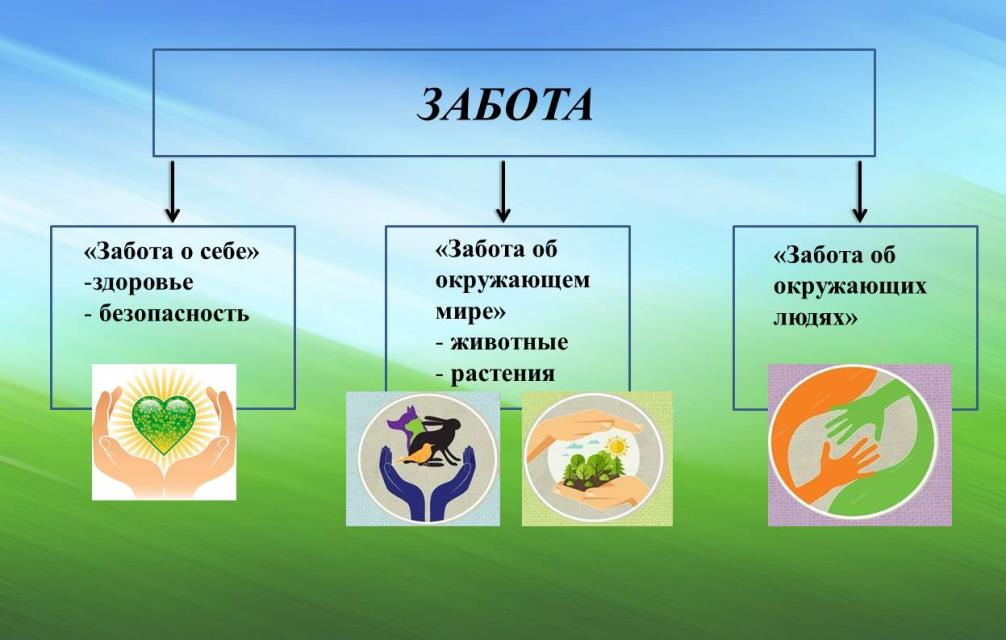 ЗАБОТА
«Забота о себе»
-здоровье
- безопасность
«Забота об
окружающем
мире»
- животные
- растения
«Забота об
окружающих
людях»